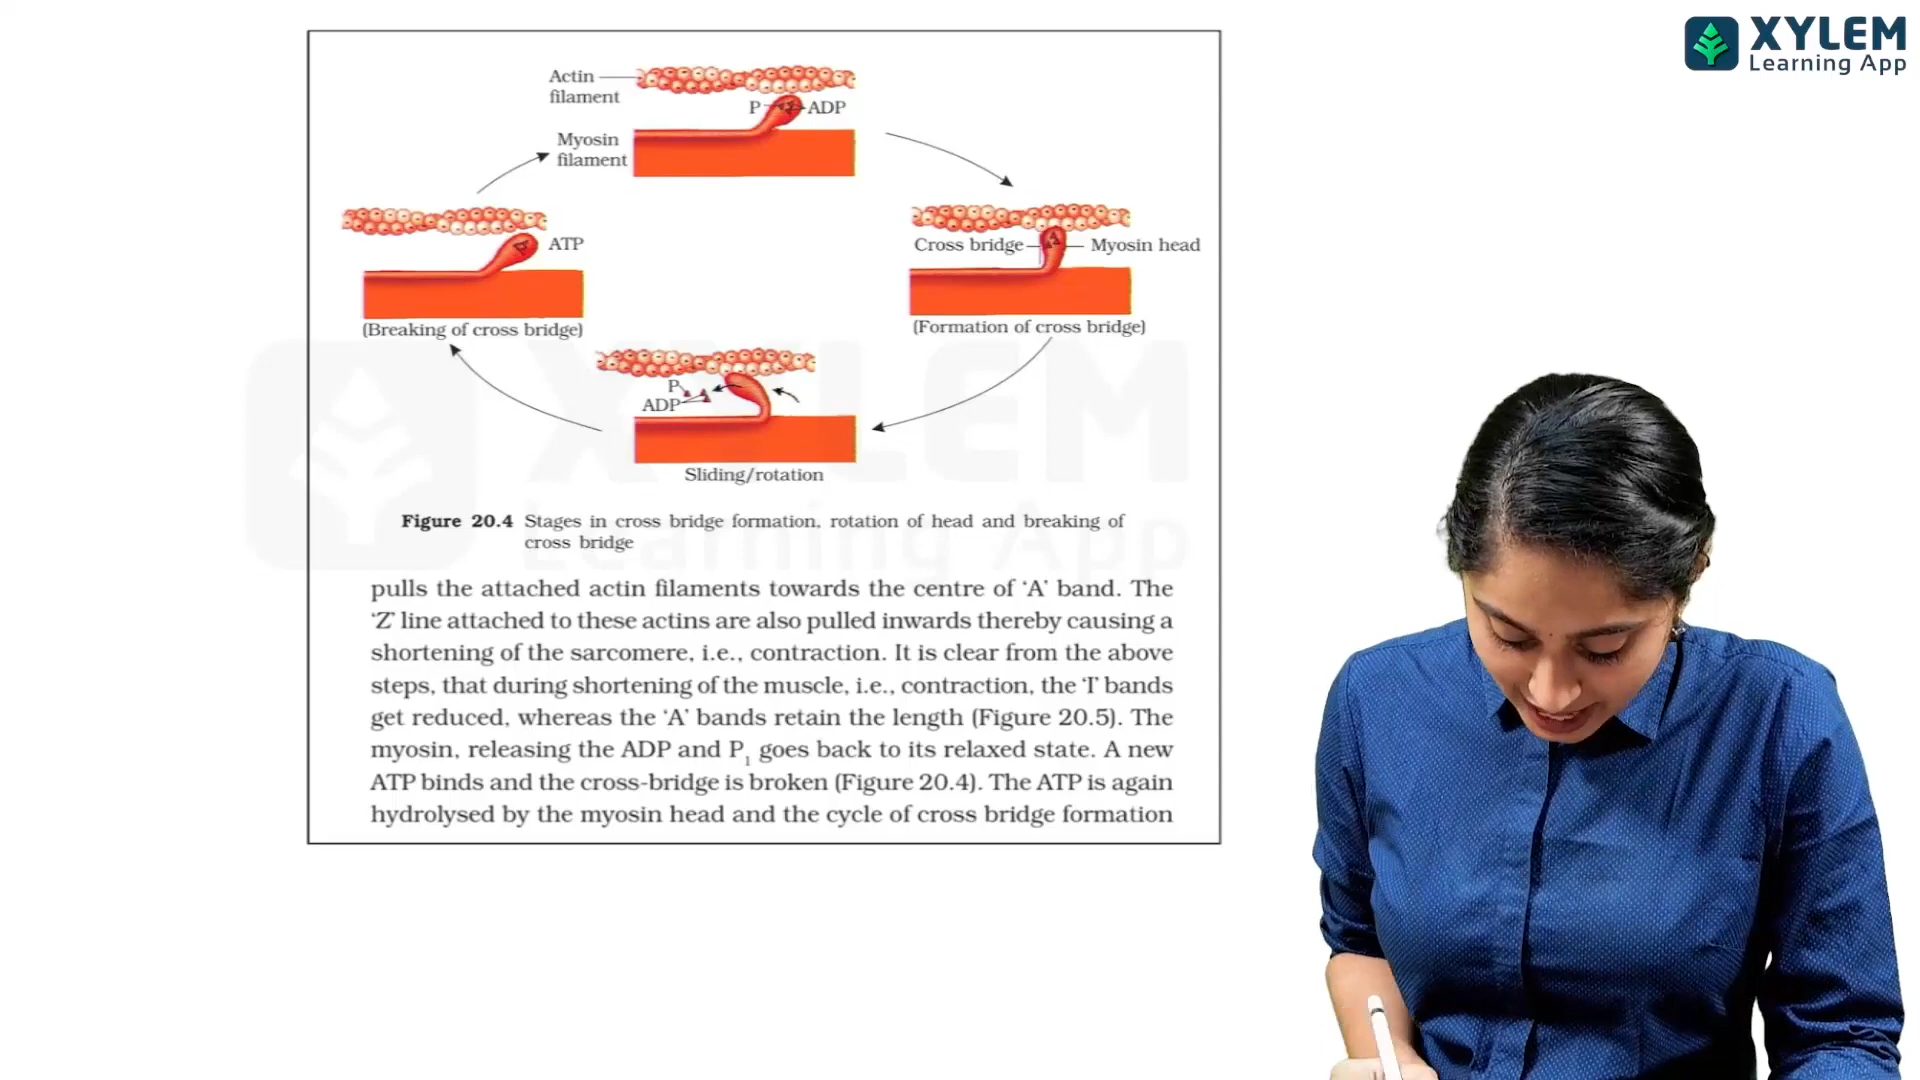 XYLEM
Learning App
Actin
filament
P
ADP
Myosin
filament
ATP
Cross bridge
Myosin head
(Breaking of cross bridge)
(Formation of cross bridge)
P
ADP
Sliding/rotation
Figure 20.4 Stages in cross bridge formation, rotation of head and breaking of
cross bridge
pulls the attached actin filaments towards the centre of ‘A’ band. The
‘Z’ line attached to these actins are also pulled inwards thereby causing a
shortening of the sarcomere, i.e., contraction. It is clear from the above
steps, that during shortening of the muscle, i.e., contraction, the ‘I’ bands
get reduced, whereas the ‘A’ bands retain the length (Figure 20.5). The
myosin, releasing the ADP and P₁ goes back to its relaxed state. A new
ATP binds and the cross-bridge is broken (Figure 20.4). The ATP is again
hydrolysed by the myosin head and the cycle of cross bridge formation
XYLEM
Learning App